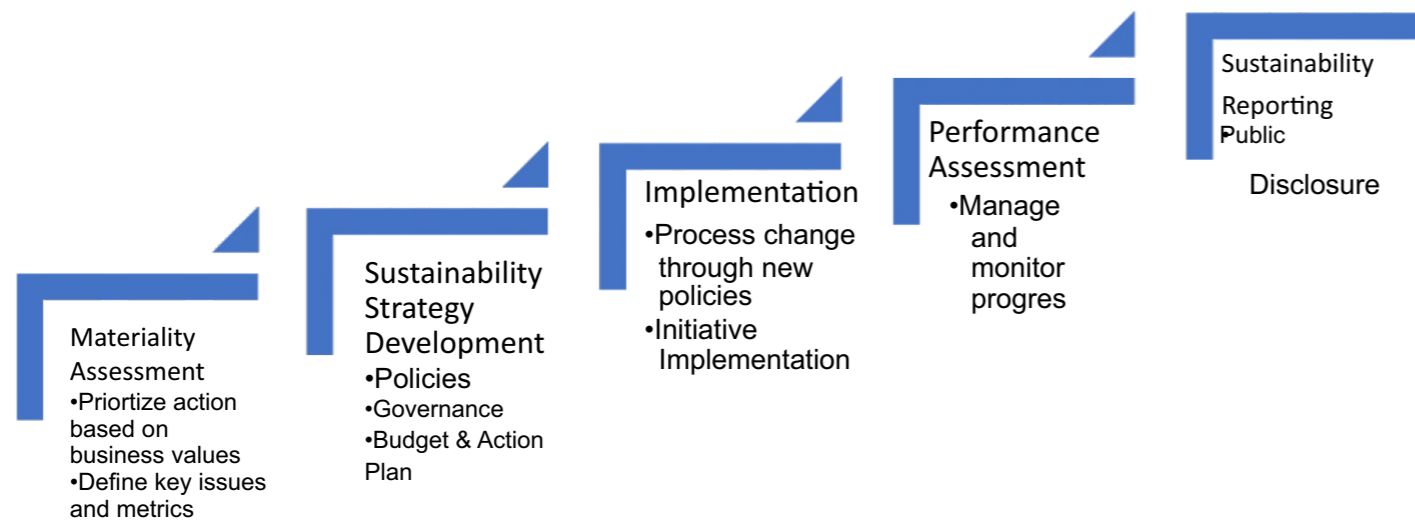 Materiality
Assessment
•Priortize action
based on
business values
•Define key issues
and metrics
Sustainability
Strategy
Development
•Policies
•Governance
•Budget & Action
Plan
Implementation
•Process change
through new
policies
•Initiative
Implementation
Performance
Assessment
•Manage
and
monitor
progres
Sustainability
Reporting
•Public
Disclosure